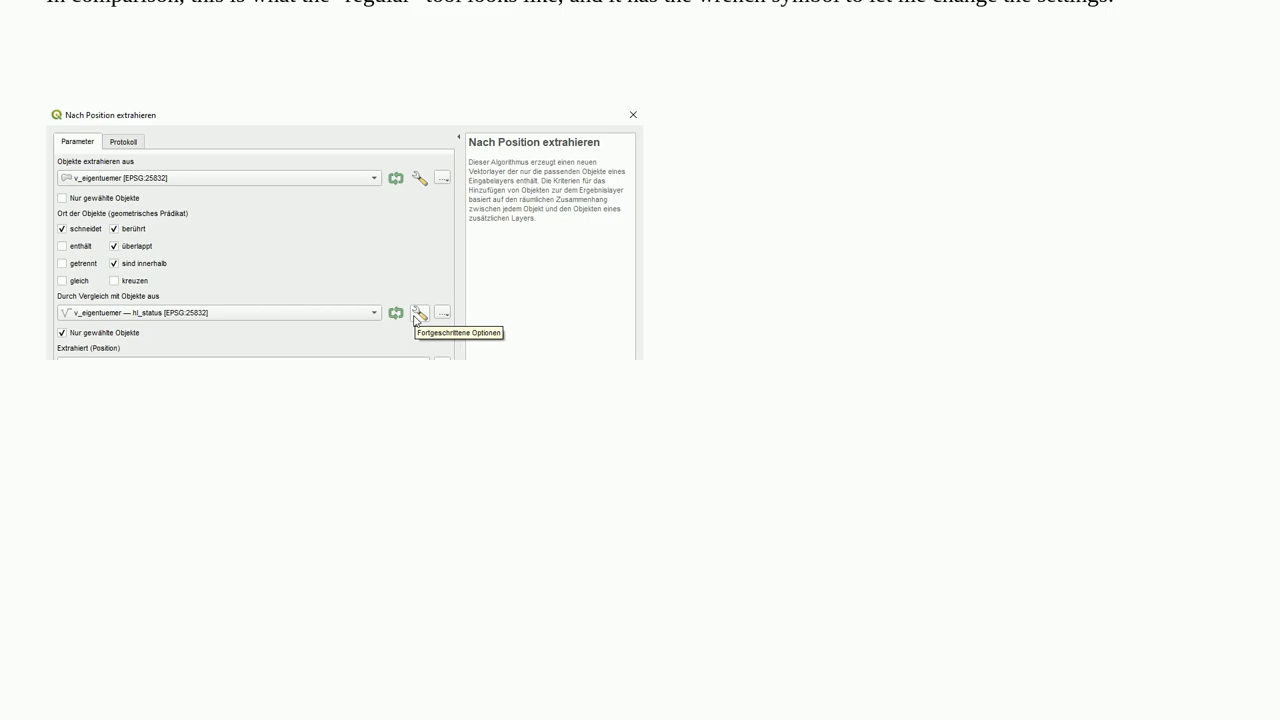 In comparison, this is what the "regular" tool looks like, and it has the wrench symbol to let me change the settings:
Nach Position extrahieren
Parameter Protokoll
Objekte extrahieren aus
v_eigentuemer [EPSG:25832]
Nur gewählte Objekte
Ort der Objekte (geometrisches Prädikat)
schneidet berührt
enthält überlappt
getrennt sind innerhalb
gleich kreuzen
Durch Vergleich mit Objekte aus
v_eigentuemer — hl_status [EPSG:25832]
Nur gewählte Objekte
Fortgeschrittene Optionen
Extrahiert (Position)
Nach Position extrahieren
Dieser Algorithmus erzeugt einen neuen
Vektorlayer der nur die passenden Objekte eines
Eingabelayers enthält. Die Kriterien für das
Hinzufügen von Objekten zur dem Ergebnislayer
basiert auf den räumlichen Zusammenhang
zwischen jedem Objekt und den Objekten eines
zusätzlichen Layers.